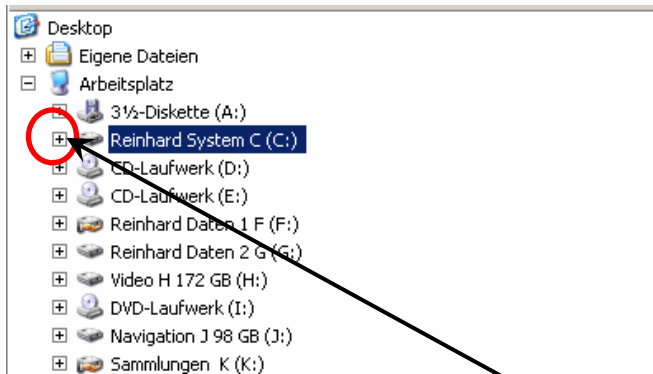 Desktop
Eigene Dateien
Arbeitsplatz
3½-Diskette (A:)
Reinhard System C (C:)
CD-Laufwerk (D:)
CD-Laufwerk (E:)
Reinhard Daten 1 F (F:)
Reinhard Daten 2 G (G:)
Video H 172 GB (H:)
DVD-Laufwerk (I:)
Navigation J 98 GB (J:)
Sammlungen  K (K:)